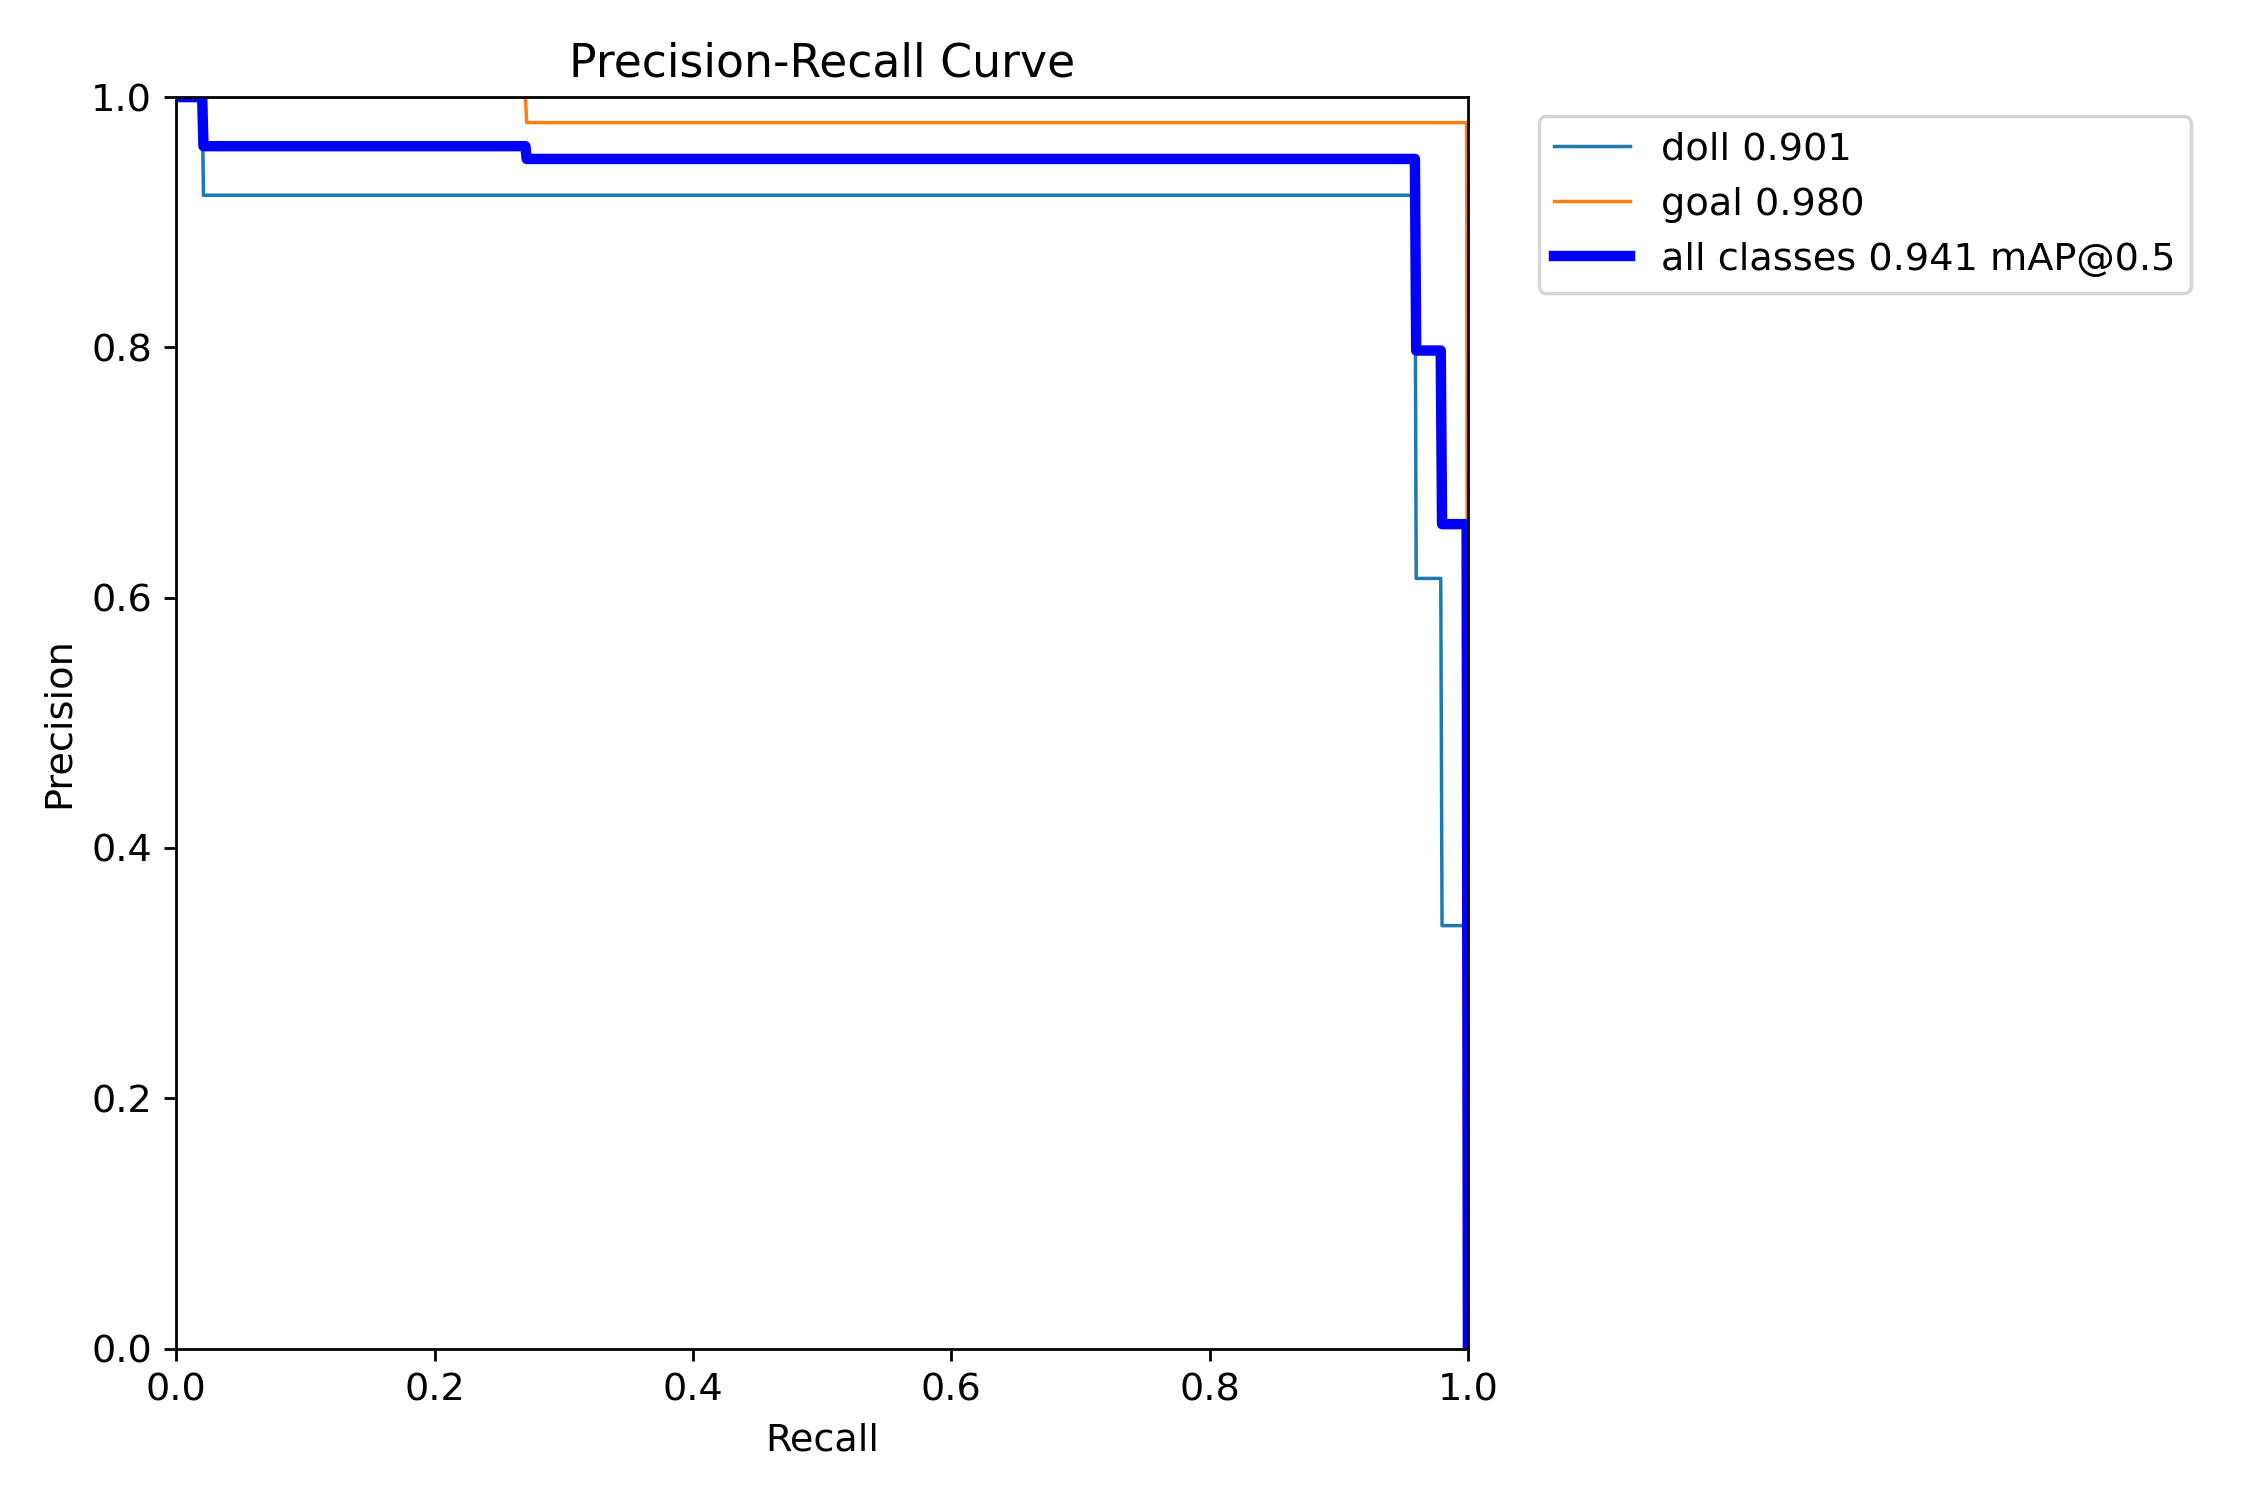 Precision-Recall Curve
1.0
0.8
0.6
0.4
0.2
0.0
Precision
0.0 0.2 0.4 0.6 0.8 1.0
Recall
doll 0.901
goal 0.980
all classes 0.941 mAP@0.5